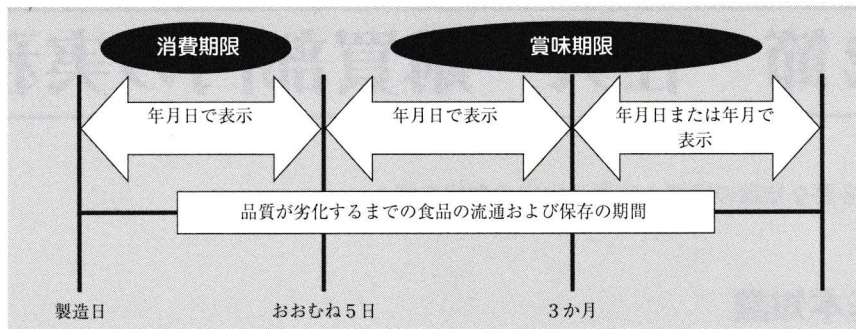 消費期限
賞味期限
年月日で表示
年月日で表示
年月日または年月で
表示
品質が劣化するまでの食品の流通および保存の期間
製造日
おおむね5日
3か月